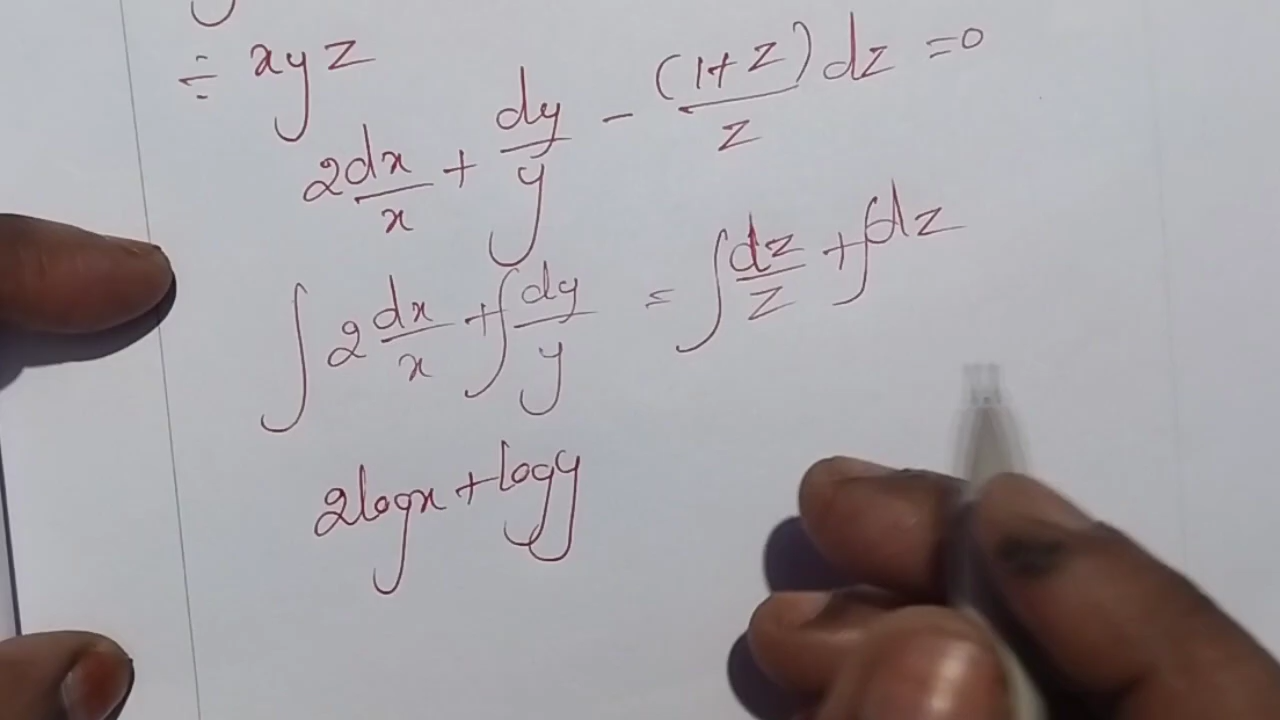 ÷ xyz
2dx/x + dy/y - (1+z)/z dz = 0
∫2 dx/x + ∫dy/y = ∫dz/z + ∫dz
2logx + logy